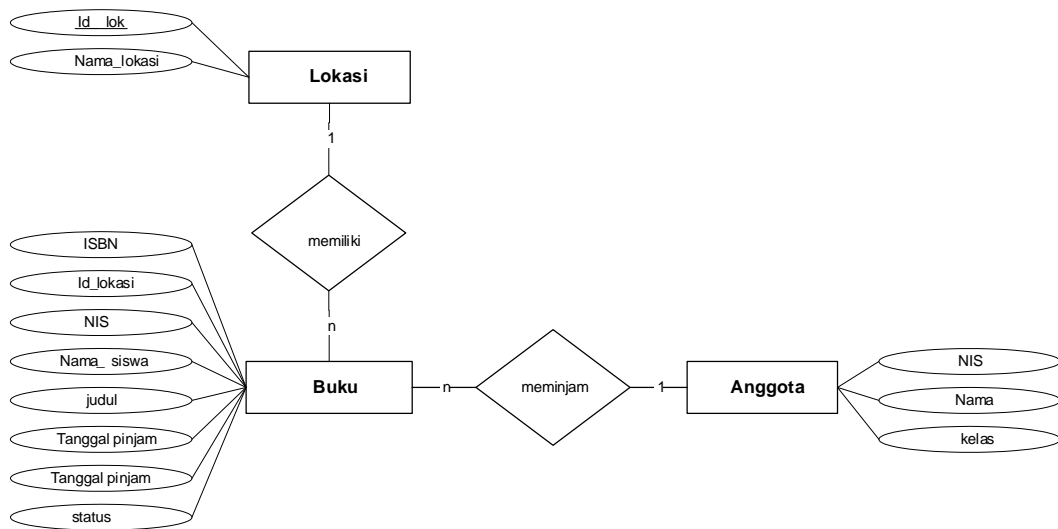 Id_lok
Nama_lokasi
Lokasi
1
memiliki
n
ISBN
Id_lokasi
NIS
Nama_ siswa
judul
Tanggal pinjam
Tanggal pinjam
status
Buku
n
meminjam
1
Anggota
NIS
Nama
kelas